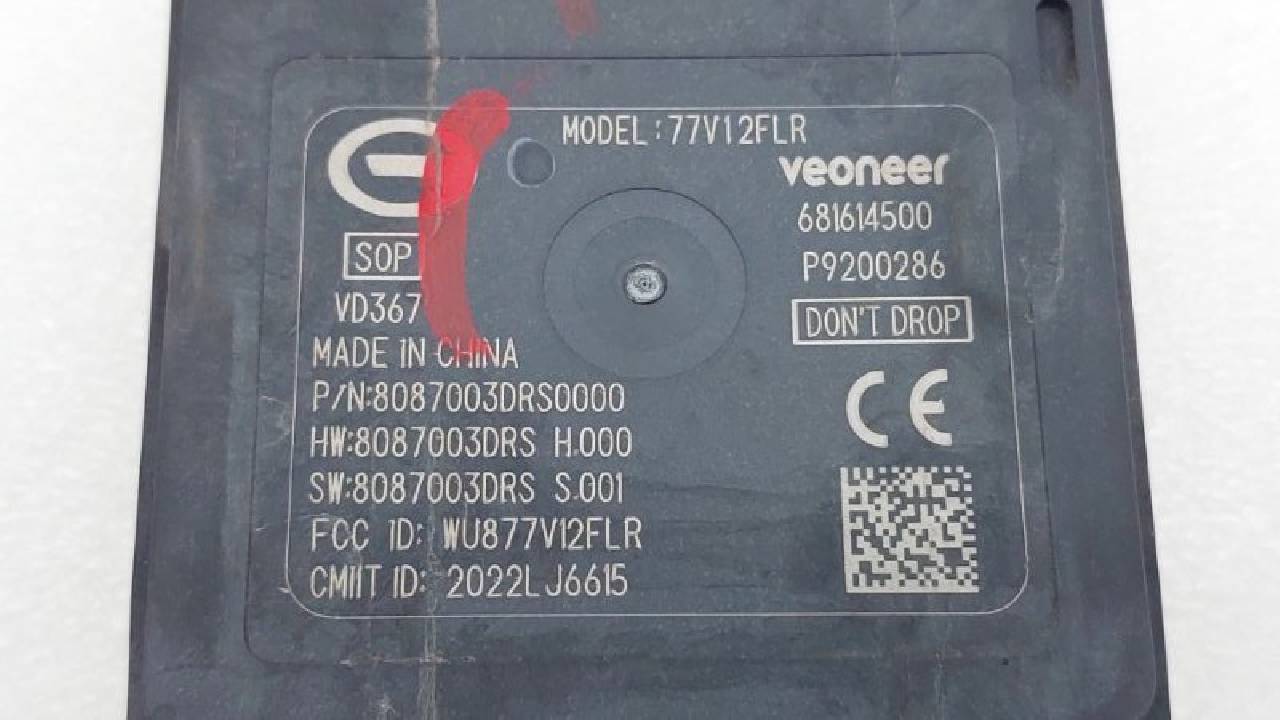 MODEL:77V12FLR
veoneer
681614500
P9200286
DON'T DROP
SOP
VD367
MADE IN CHINA
P/N:8087003DRS0000
HW:8087003DRS H.000
SW:8087003DRS S.001
FCC ID: WU877V12FLR
CMIIT ID: 2022LJ6615
CE